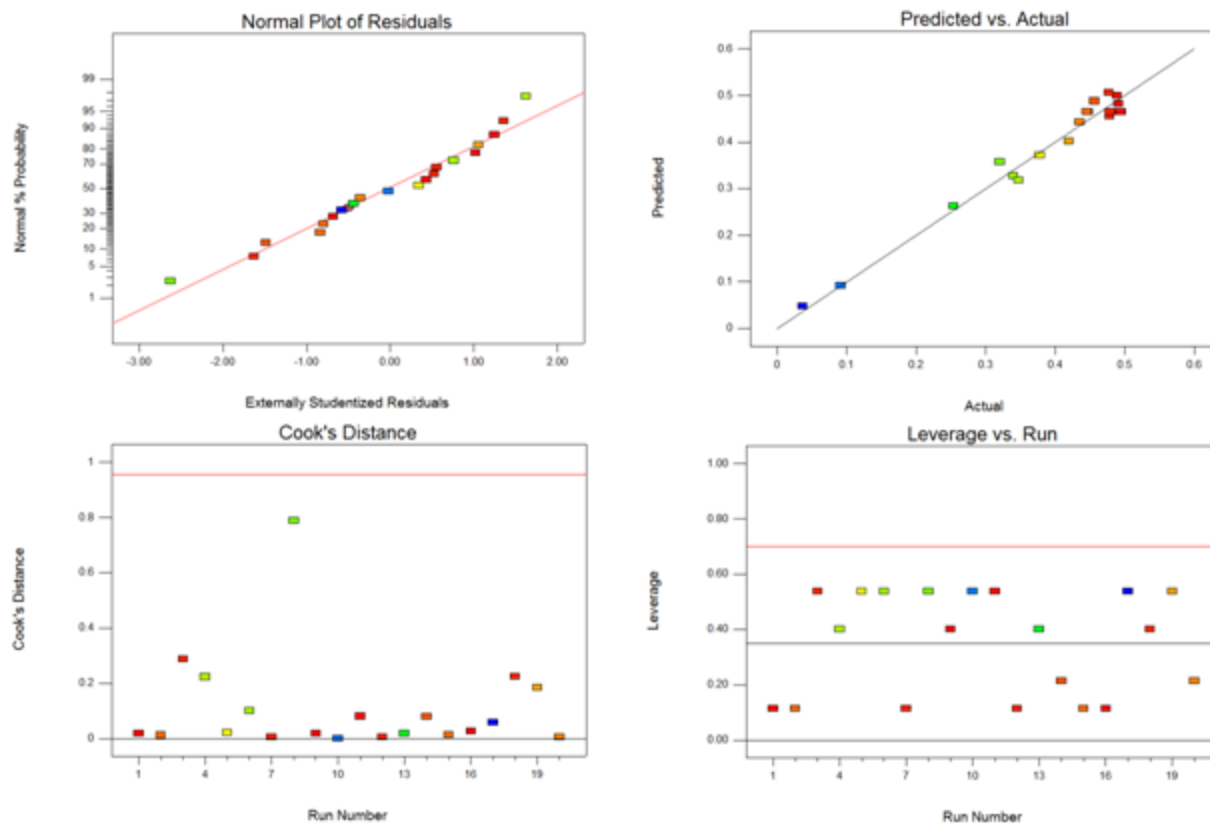 Normal Plot of Residuals
Normal % Probability
99
95
90
80
70
50
30
20
10
5
1
-3.00 -2.00 -1.00 0.00 1.00 2.00
Externally Studentized Residuals
Predicted vs. Actual
Predicted
0.6
0.5
0.4
0.3
0.2
0.1
0
0 0.1 0.2 0.3 0.4 0.5 0.6
Actual
Cook's Distance
Cook's Distance
1
0.8
0.6
0.4
0.2
0
1 4 7 10 13 16 19
Run Number
Leverage vs. Run
Leverage
1.00
0.80
0.60
0.40
0.20
0.00
1 4 7 10 13 16 19
Run Number